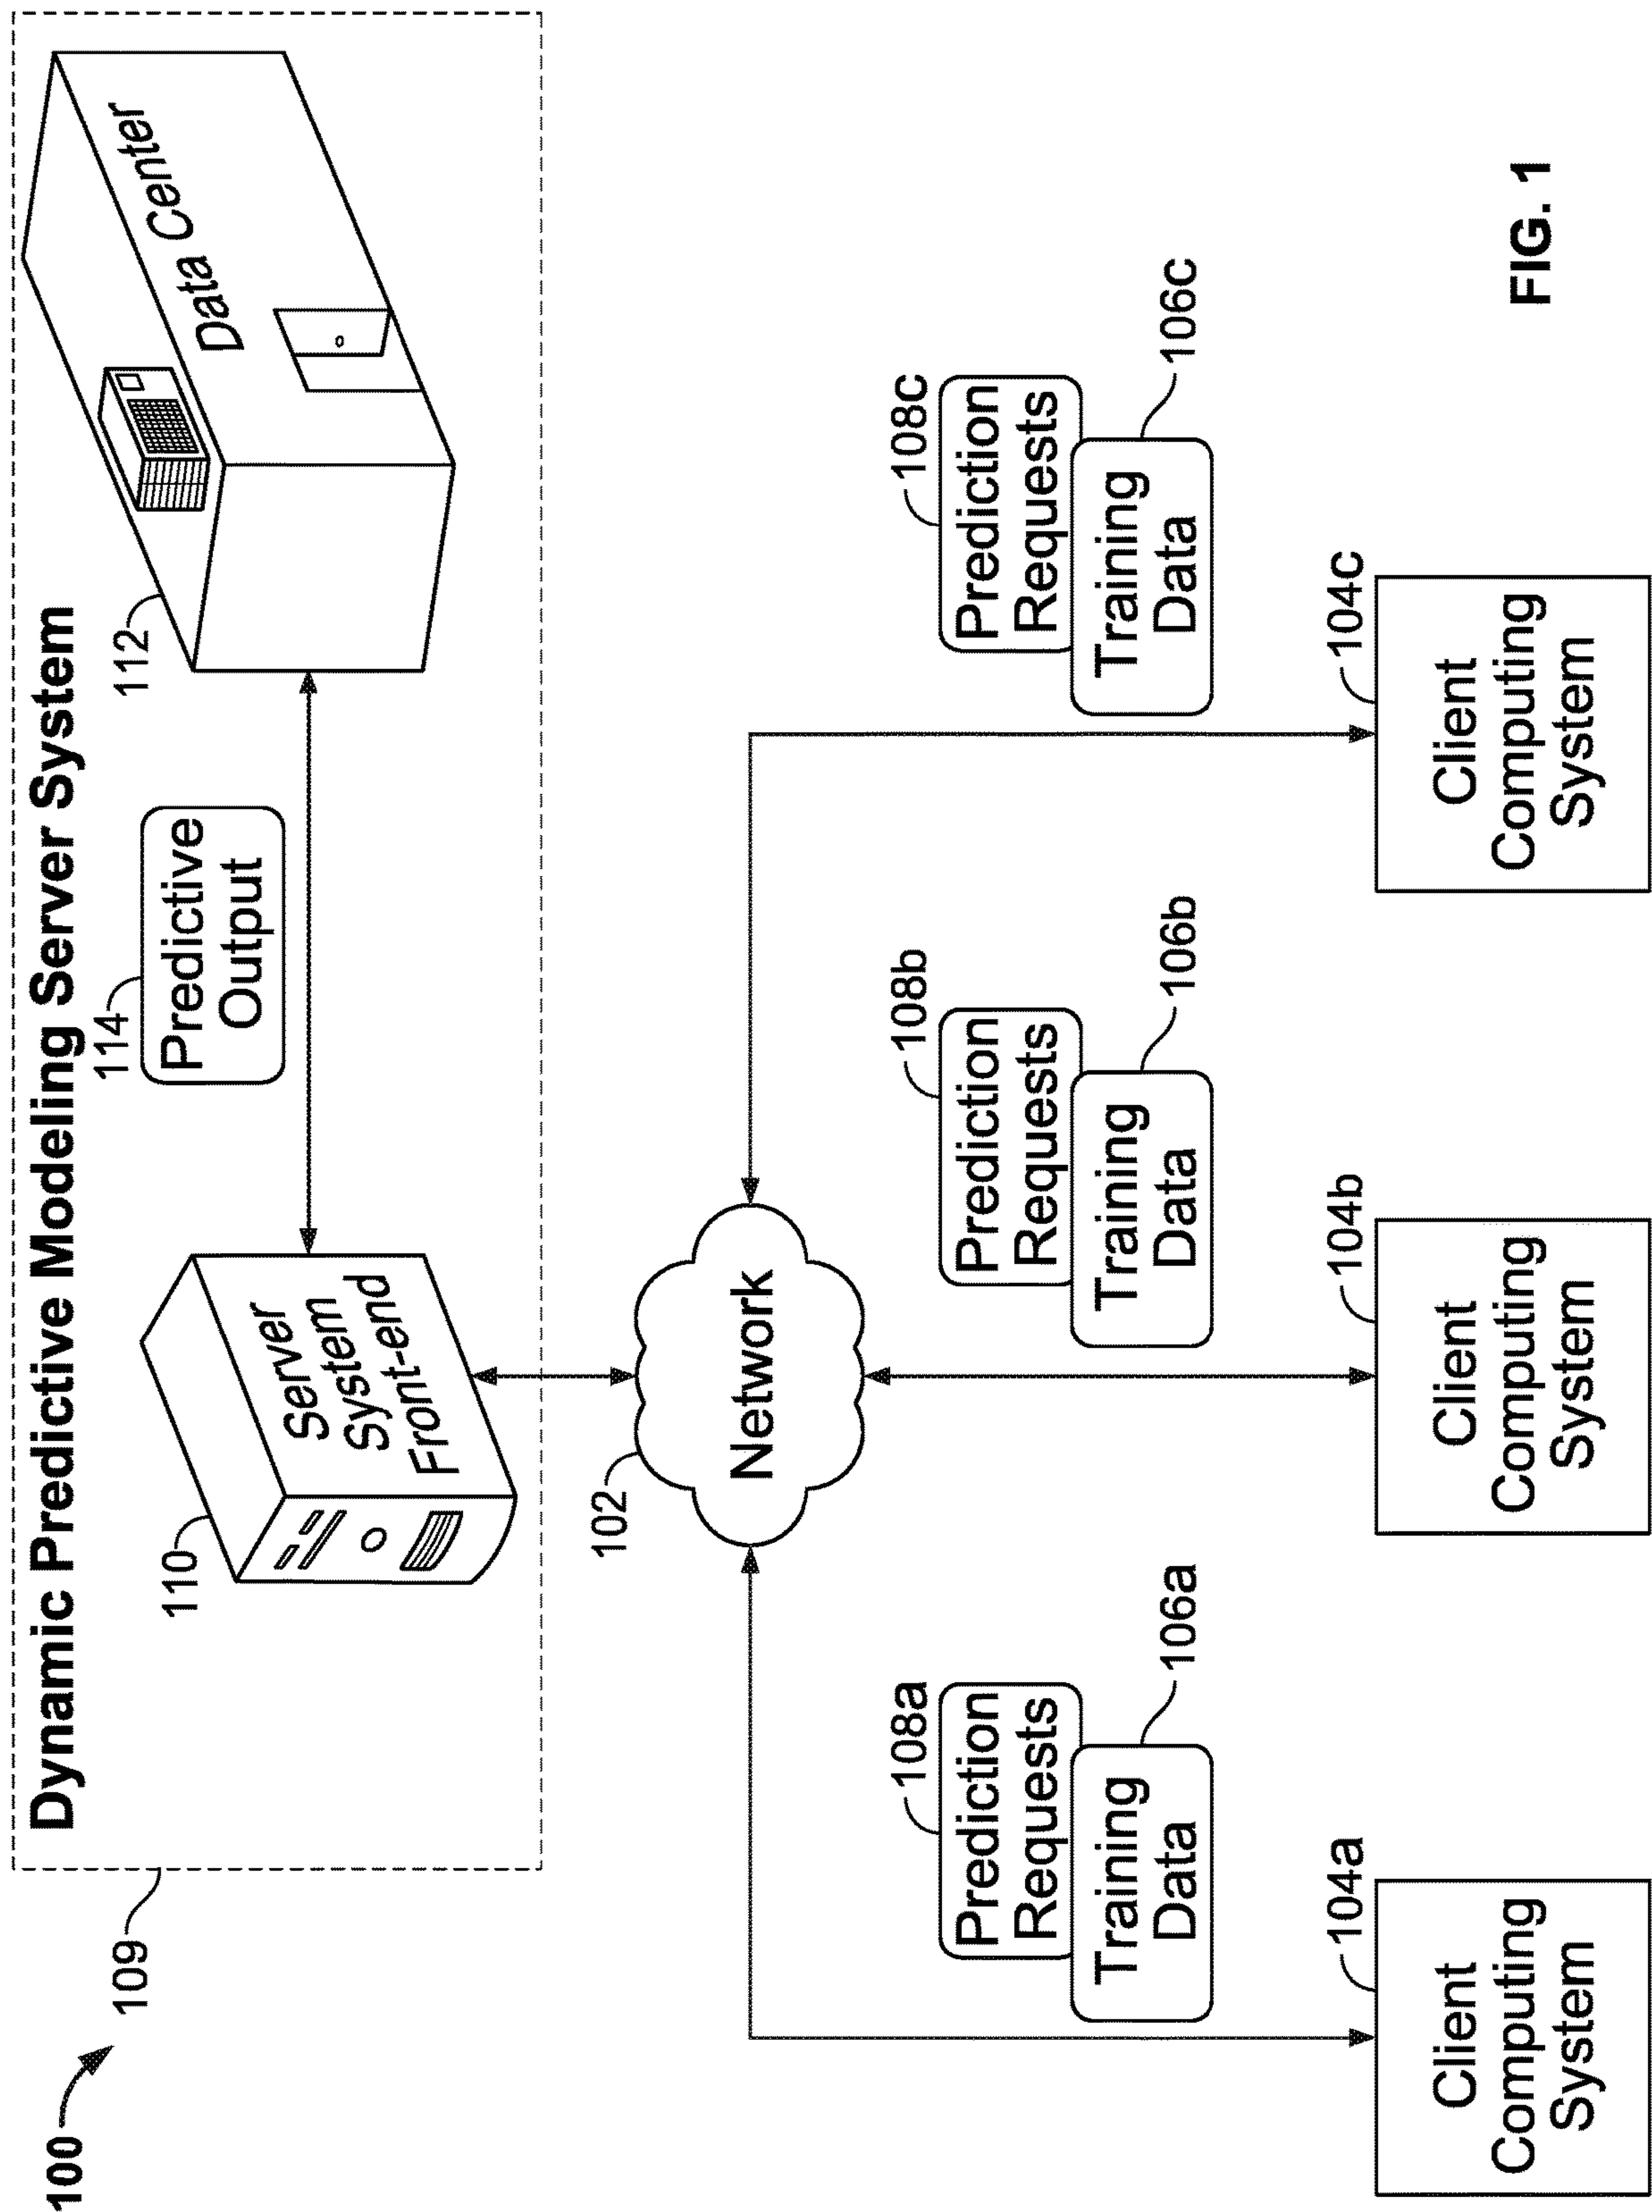 100
109
Dynamic Predictive Modeling Server System
110
Server
System
Front-end
114
Predictive
Output
112
Data Center
102
Network
108a
Prediction
Requests
Training
Data
106a
108b
Prediction
Requests
Training
Data
106b
108c
Prediction
Requests
Training
Data
106c
104a
Client
Computing
System
104b
Client
Computing
System
104c
Client
Computing
System
FIG. 1